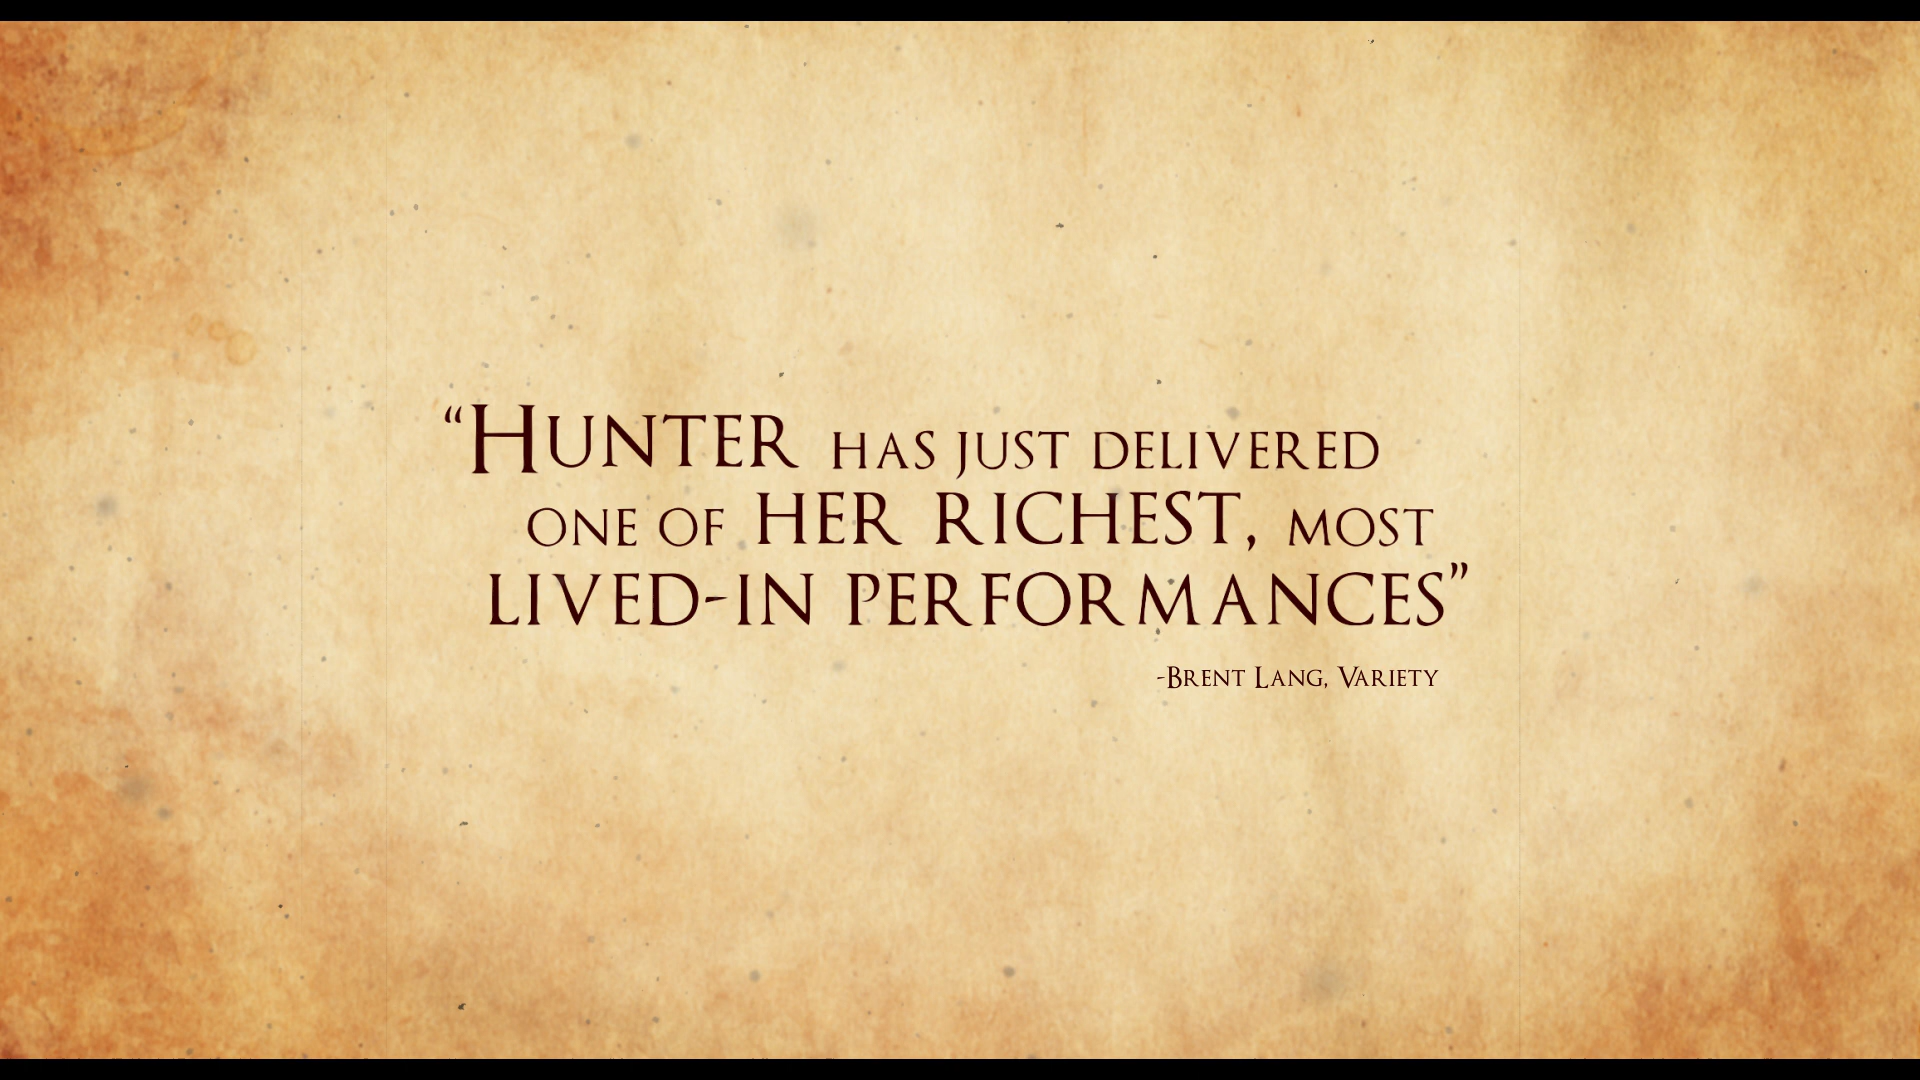 “Hunter has just delivered
one of her richest, most
lived-in performances”
-Brent Lang, Variety